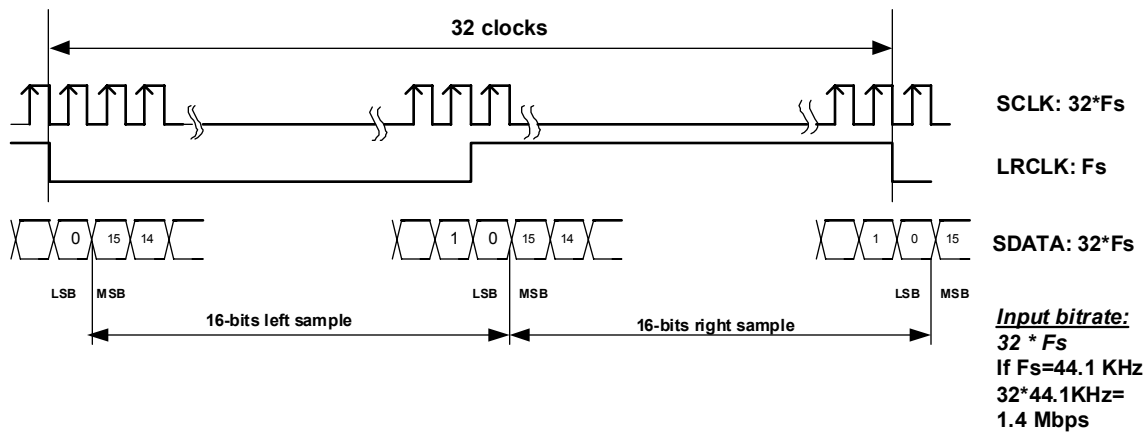 32 clocks
SCLK: 32*Fs
LRCLK: Fs
0 15 14 1 0 15 14 1 0 15
SDATA: 32*Fs
LSB MSB LSB MSB LSB MSB
16-bits left sample 16-bits right sample
Input bitrate:
32 * Fs
If Fs=44.1 KHz
32*44.1KHz=
1.4 Mbps